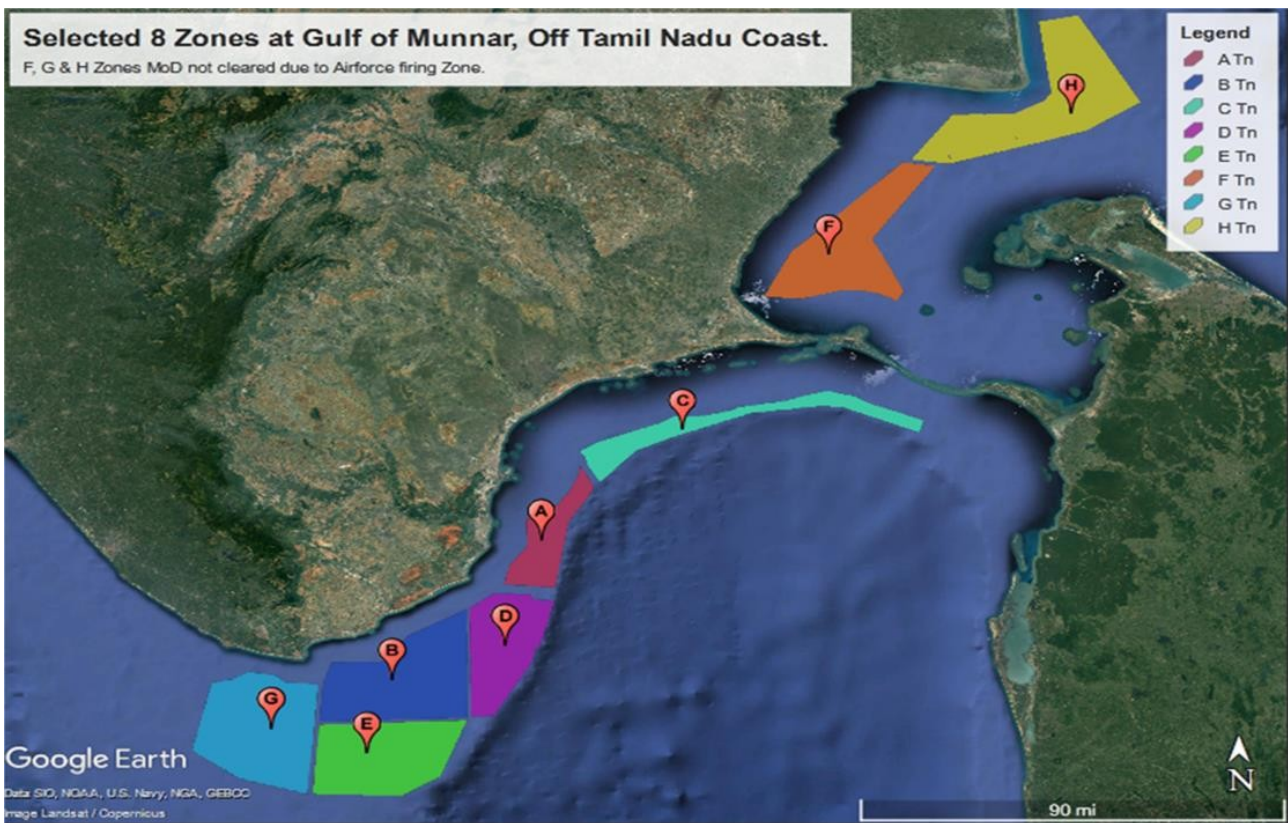 Selected 8 Zones at Gulf of Munnar, Off Tamil Nadu Coast.
F, G & H Zones MoD not cleared due to Airforce firing Zone.
Legend
A Tn
B Tn
C Tn
D Tn
E Tn
F Tn
G Tn
H Tn
H
F
C
A
D
B
G
E
Google Earth
Data SIO, NOAA, U.S. Navy, NGA, GEBCO
Image Landsat / Copernicus
90 mi
N